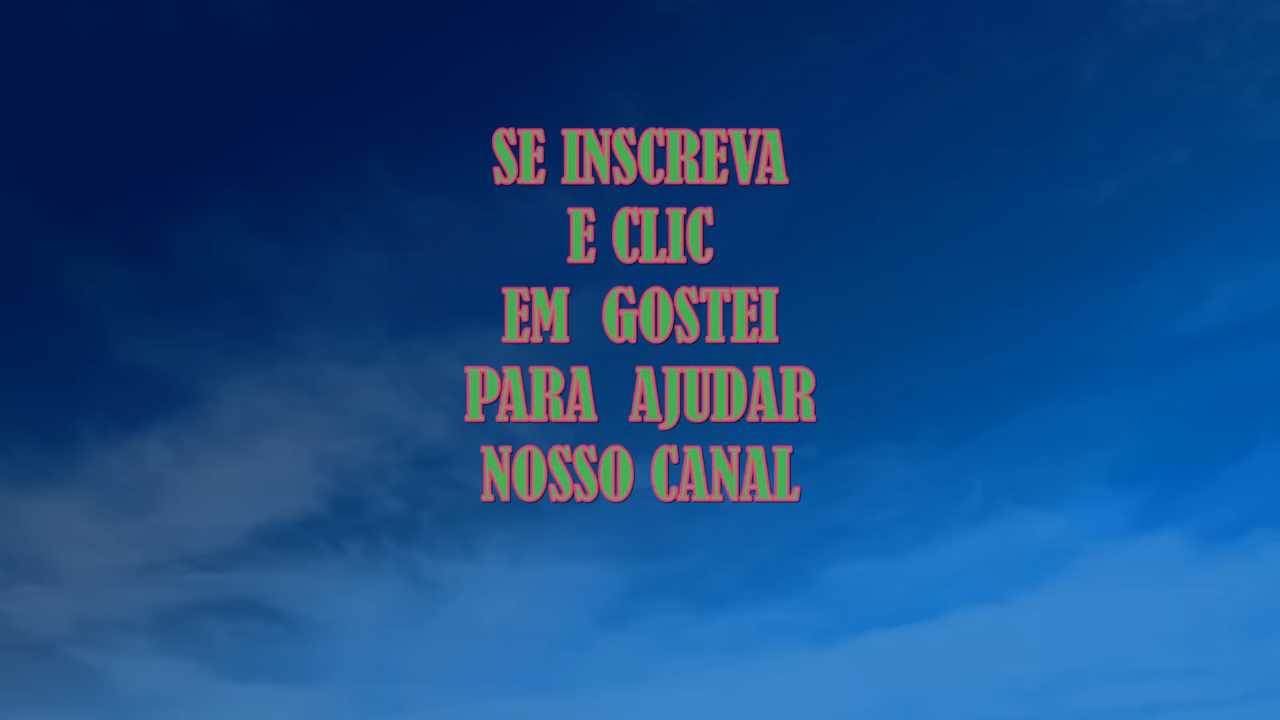 SE INSCREVA
E CLIC
EM GOSTEI
PARA AJUDAR
NOSSO CANAL